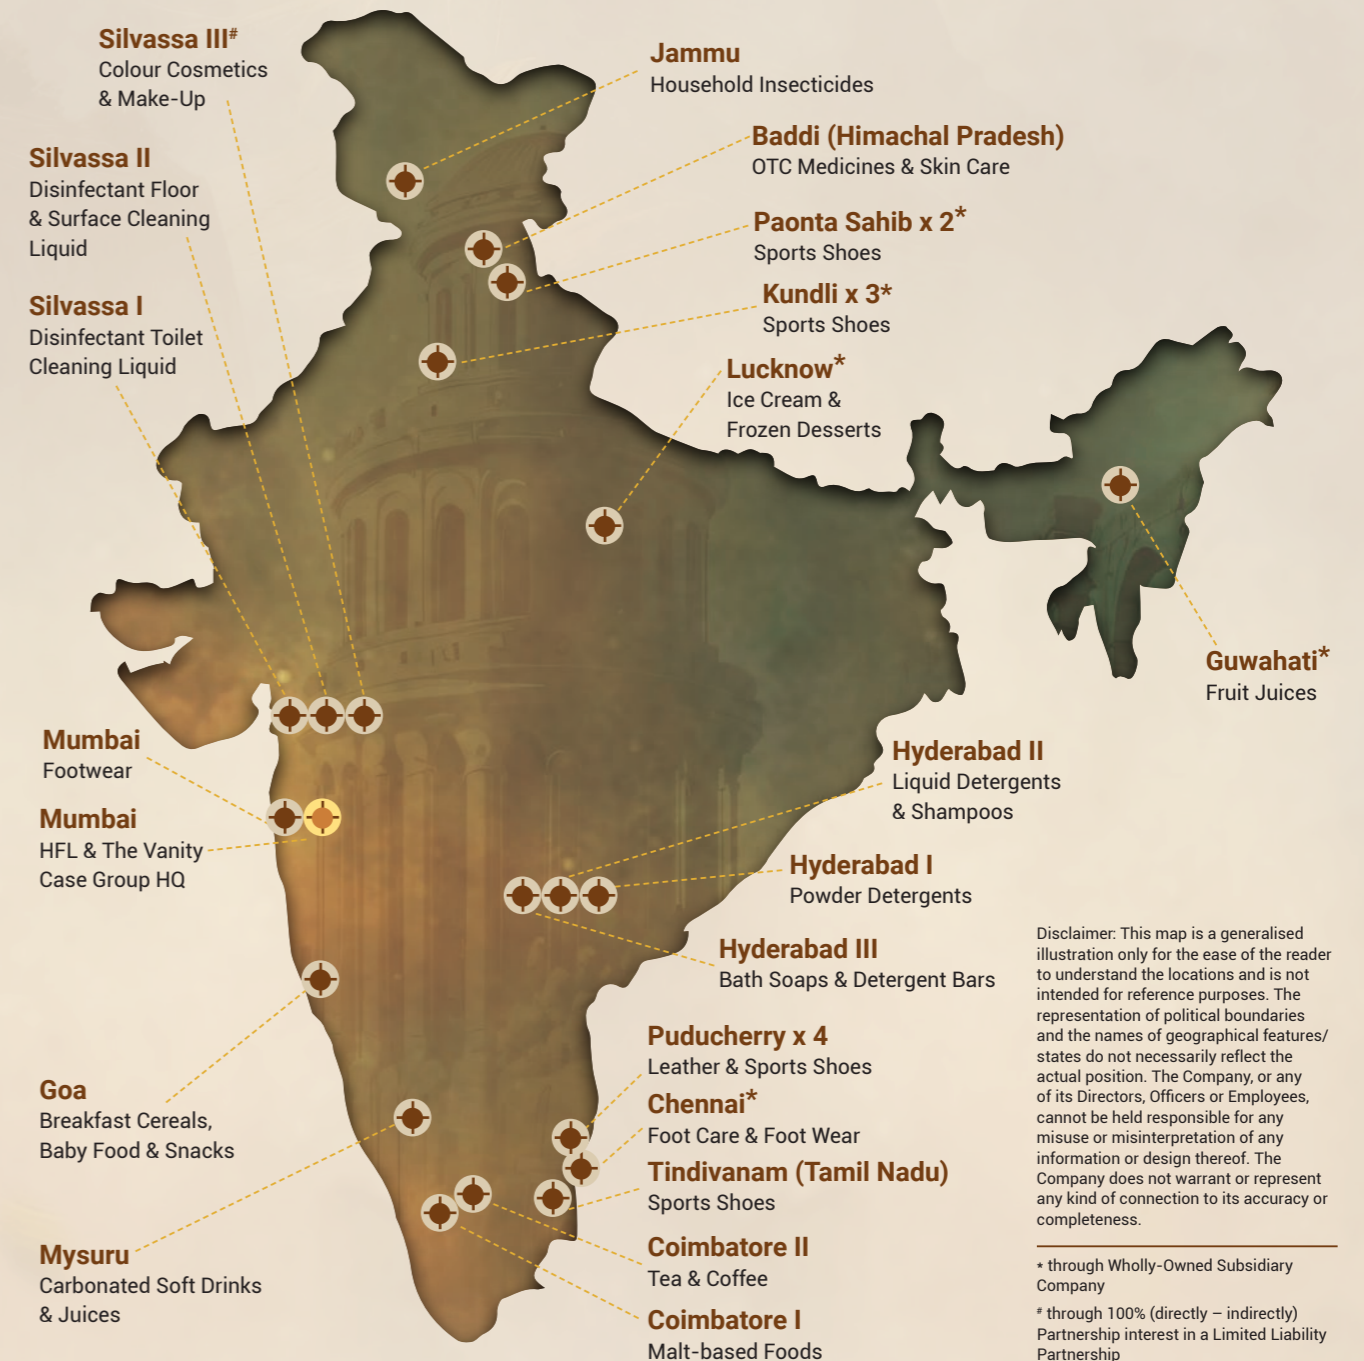 Silvassa III#
Colour Cosmetics
& Make-Up
Silvassa II
Disinfectant Floor
& Surface Cleaning
Liquid
Silvassa I
Disinfectant Toilet
Cleaning Liquid
Jammu
Household Insecticides
Baddi (Himachal Pradesh)
OTC Medicines & Skin Care
Paonta Sahib x 2*
Sports Shoes
Kundli x 3*
Sports Shoes
Lucknow*
Ice Cream &
Frozen Desserts
Guwahati*
Fruit Juices
Mumbai
Footwear
Mumbai
HFL & The Vanity
Case Group HQ
Hyderabad II
Liquid Detergents
& Shampoos
Hyderabad I
Powder Detergents
Hyderabad III
Bath Soaps & Detergent Bars
Goa
Breakfast Cereals,
Baby Food & Snacks
Mysuru
Carbonated Soft Drinks
& Juices
Puducherry x 4
Leather & Sports Shoes
Chennai*
Foot Care & Foot Wear
Tindivanam (Tamil Nadu)
Sports Shoes
Coimbatore II
Tea & Coffee
Coimbatore I
Malt-based Foods
Disclaimer: This map is a generalised
illustration only for the ease of the reader
to understand the locations and is not
intended for reference purposes. The
representation of political boundaries
and the names of geographical features/
states do not necessarily reflect the
actual position. The Company, or any
of its Directors, Officers or Employees,
cannot be held responsible for any
misuse or misinterpretation of any
information or design thereof. The
Company does not warrant or represent
any kind of connection to its accuracy or
completeness.
* through Wholly-Owned Subsidiary
Company
# through 100% (directly – indirectly)
Partnership interest in a Limited Liability
Partnership